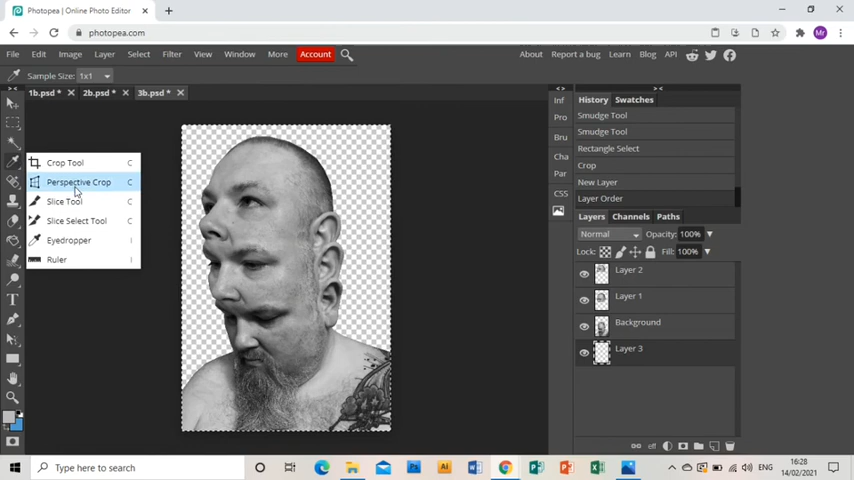 Photopea | Online Photo Editor
photopea.com
Mr
File Edit Image Layer Select Filter View Window More Account
About Report a bug Learn Blog API
Sample Size: 1x1
1b.psd * 2b.psd * 3b.psd *
Crop Tool C
Perspective Crop C
Slice Tool C
Slice Select Tool C
Eyedropper I
Ruler I
T
Inf
Pro
Bru
Cha
Par
CSS
History Swatches
Smudge Tool
Smudge Tool
Rectangle Select
Crop
New Layer
Layer Order
Layers Channels Paths
Normal Opacity: 100%
Lock: Fill: 100%
Layer 2
Layer 1
Background
Layer 3
eff
Type here to search
Ps Ai W P P X
ENG
16:28
14/02/2021